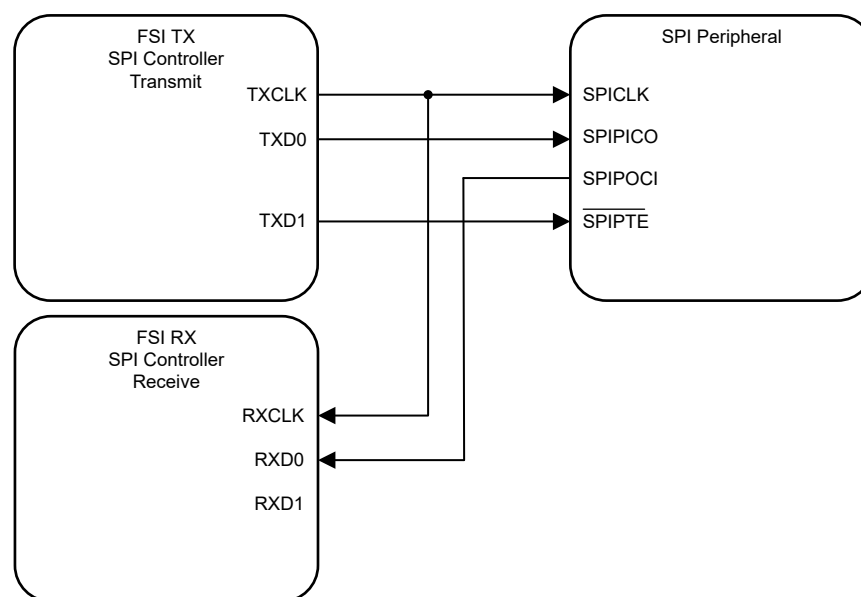 FSI TX
SPI Controller
Transmit
TXCLK
TXD0
TXD1
SPI Peripheral
SPICLK
SPIPICO
SPIPOCI
SPIPTE
FSI RX
SPI Controller
Receive
RXCLK
RXD0
RXD1